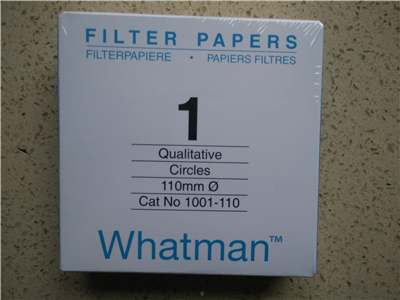 FILTER PAPERS
FILTERPAPIERE • PAPIERS FILTRES
1
Qualitative
Circles
110mm Ø
Cat No 1001-110
Whatman™